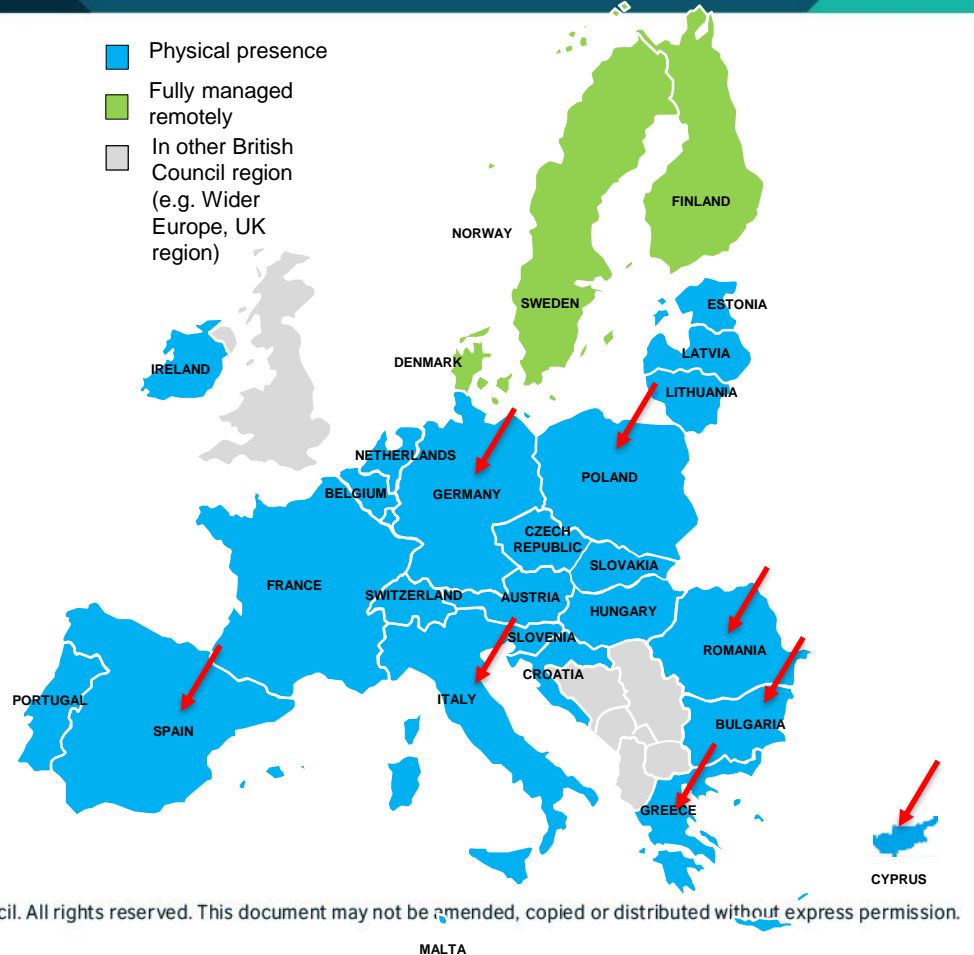 Physical presence
Fully managed
remotely
In other British
Council region
(e.g. Wider
Europe, UK
region)
FINLAND
NORWAY
SWEDEN
ESTONIA
DENMARK
LATVIA
IRELAND
LITHUANIA
NETHERLANDS
POLAND
BELGIUM
GERMANY
CZECH
REPUBLIC
SLOVAKIA
FRANCE
SWITZERLAND
AUSTRIA
HUNGARY
SLOVENIA
ROMANIA
CROATIA
PORTUGAL
ITALY
SPAIN
BULGARIA
GREECE
CYPRUS
cil. All rights reserved. This document may not be amended, copied or distributed without express permission.
MALTA